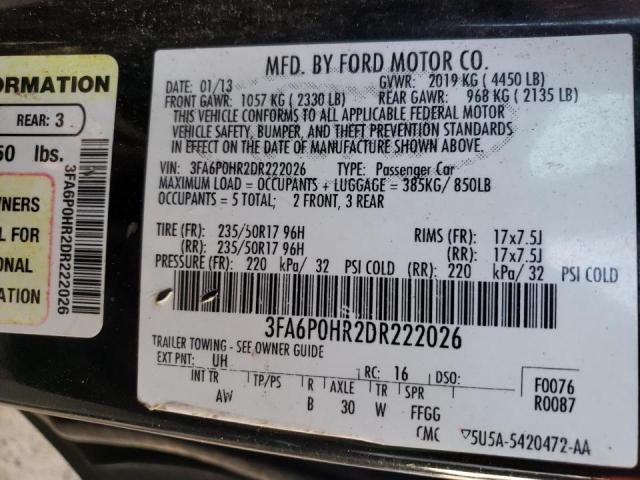 ORMATION
REAR: 3
50 lbs.
WNERS
L FOR
IONAL
ATION
3FA6P0HR2DR222026
MFD. BY FORD MOTOR CO.
DATE: 01/13 GVWR: 2019 KG ( 4450 LB)
FRONT GAWR: 1057 KG ( 2330 LB) REAR GAWR: 968 KG ( 2135 LB)
THIS VEHICLE CONFORMS TO ALL APPLICABLE FEDERAL MOTOR
VEHICLE SAFETY, BUMPER, AND THEFT PREVENTION STANDARDS
IN EFFECT ON THE DATE OF MANUFACTURE SHOWN ABOVE.
VIN: 3FA6P0HR2DR222026 TYPE: Passenger Car
MAXIMUM LOAD = OCCUPANTS + LUGGAGE = 385KG/ 850LB
OCCUPANTS = 5 TOTAL; 2 FRONT, 3 REAR
TIRE (FR): 235/50R17 96H RIMS (FR): 17x7.5J
(RR): 235/50R17 96H (RR): 17x7.5J
PRESSURE (FR): 220 kPa/ 32 PSI COLD (RR): 220 kPa/ 32 PSI COLD
3FA6P0HR2DR222026
TRAILER TOWING - SEE OWNER GUIDE
EXT PNT: UH RC: 16 DSO: F0076
INT TR TP/PS R AXLE TR SPR R0087
AW B 30 W FFGG
CMC ▽5U5A-5420472-AA